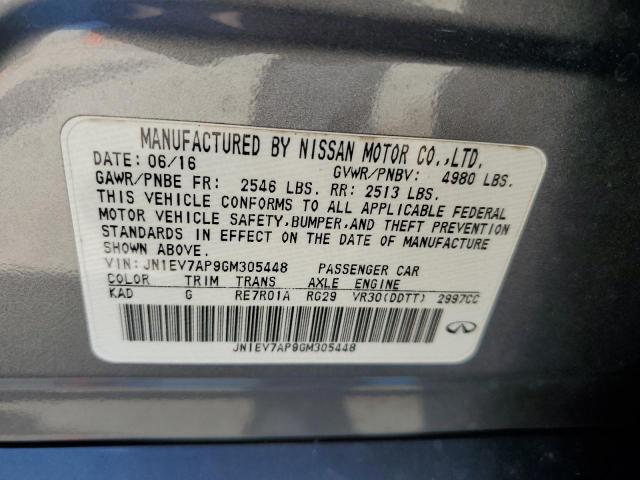 MANUFACTURED BY NISSAN MOTOR CO.,LTD.
DATE: 06/16 GVWR/PNBV: 4980 LBS.
GAWR/PNBE FR: 2546 LBS. RR: 2513 LBS.
THIS VEHICLE CONFORMS TO ALL APPLICABLE FEDERAL
MOTOR VEHICLE SAFETY,BUMPER,AND THEFT PREVENTION
STANDARDS IN EFFECT ON THE DATE OF MANUFACTURE
SHOWN ABOVE.
VIN:JN1EV7AP9GM305448 PASSENGER CAR
COLOR TRIM TRANS AXLE ENGINE
KAD G RE7R01A RG29 VR30(DDTT) 2997CC
JN1EV7AP9GM305448